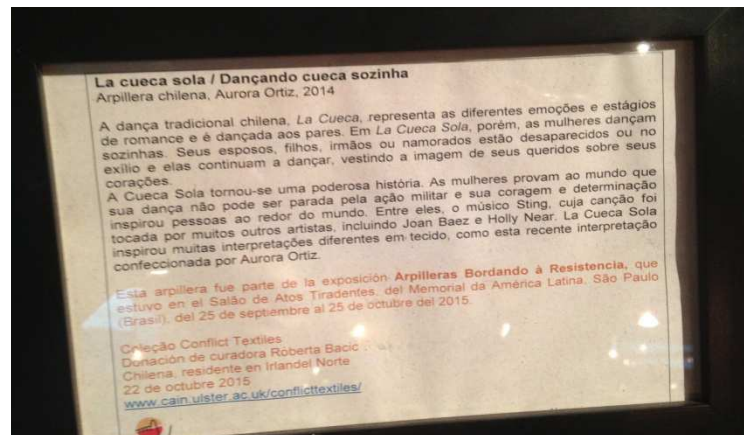 La cueca sola / Dançando cueca sozinha
Arpillera chilena, Aurora Ortiz, 2014
A dança tradicional chilena, La Cueca, representa as diferentes emoções e estágios
de romance e é dançada aos pares. Em La Cueca Sola, porém, as mulheres dançam
sozinhas. Seus esposos, filhos, irmãos ou namorados estão desaparecidos ou no
exílio e elas continuam a dançar, vestindo a imagem de seus queridos sobre seus
corações.
A Cueca Sola tornou-se uma poderosa história. As mulheres provam ao mundo que
sua dança não pode ser parada pela ação militar e sua coragem e determinação
inspirou pessoas ao redor do mundo. Entre eles, o músico Sting, cuja canção foi
tocada por muitos outros artistas, incluindo Joan Baez e Holly Near. La Cueca Sola
inspirou muitas interpretações diferentes em tecido, como esta recente interpretação
confeccionada por Aurora Ortiz.
Esta arpillera fue parte de la exposición Arpilleras Bordando à Resistencia, que
estuvo en el Salão de Atos Tiradentes, del Memorial da América Latina, São Paulo
(Brasil), del 25 de septiembre al 25 de octubre del 2015.
Coleção Conflict Textiles
Donación de curadora Roberta Bacic
Chilena, residente en Irlandel Norte
22 de octubre 2015
www.cain.ulster.ac.uk/conflicttextiles/